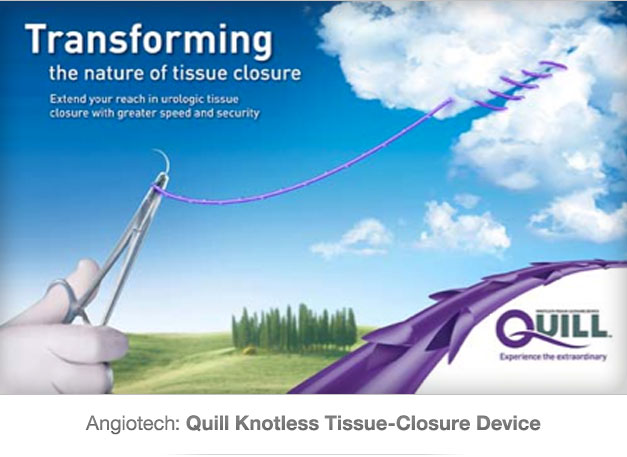 Transforming
the nature of tissue closure
Extend your reach in urologic tissue
closure with greater speed and security
QUILL
Experience the extraordinary
Angiotech: Quill Knotless Tissue-Closure Device